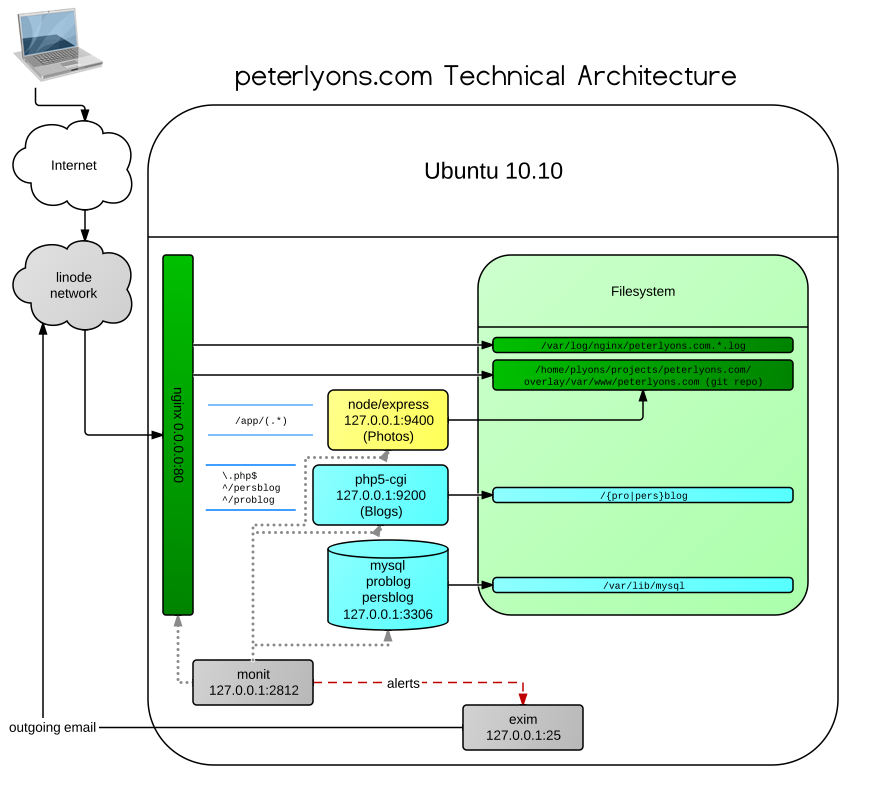 peterlyons.com Technical Architecture
Internet
Ubuntu 10.10
linode
network
Filesystem
/var/log/nginx/peterlyons.com.*.log
/home/plyons/projects/peterlyons.com/
overlay/var/www/peterlyons.com (git repo)
nginx 0.0.0.0:80
/app/(.*)
node/express
127.0.0.1:9400
(Photos)
\.php$
^/persblog
^/problog
php5-cgi
127.0.0.1:9200
(Blogs)
/{pro|pers}blog
mysql
problog
persblog
127.0.0.1:3306
/var/lib/mysql
monit
127.0.0.1:2812
alerts
exim
127.0.0.1:25
outgoing email